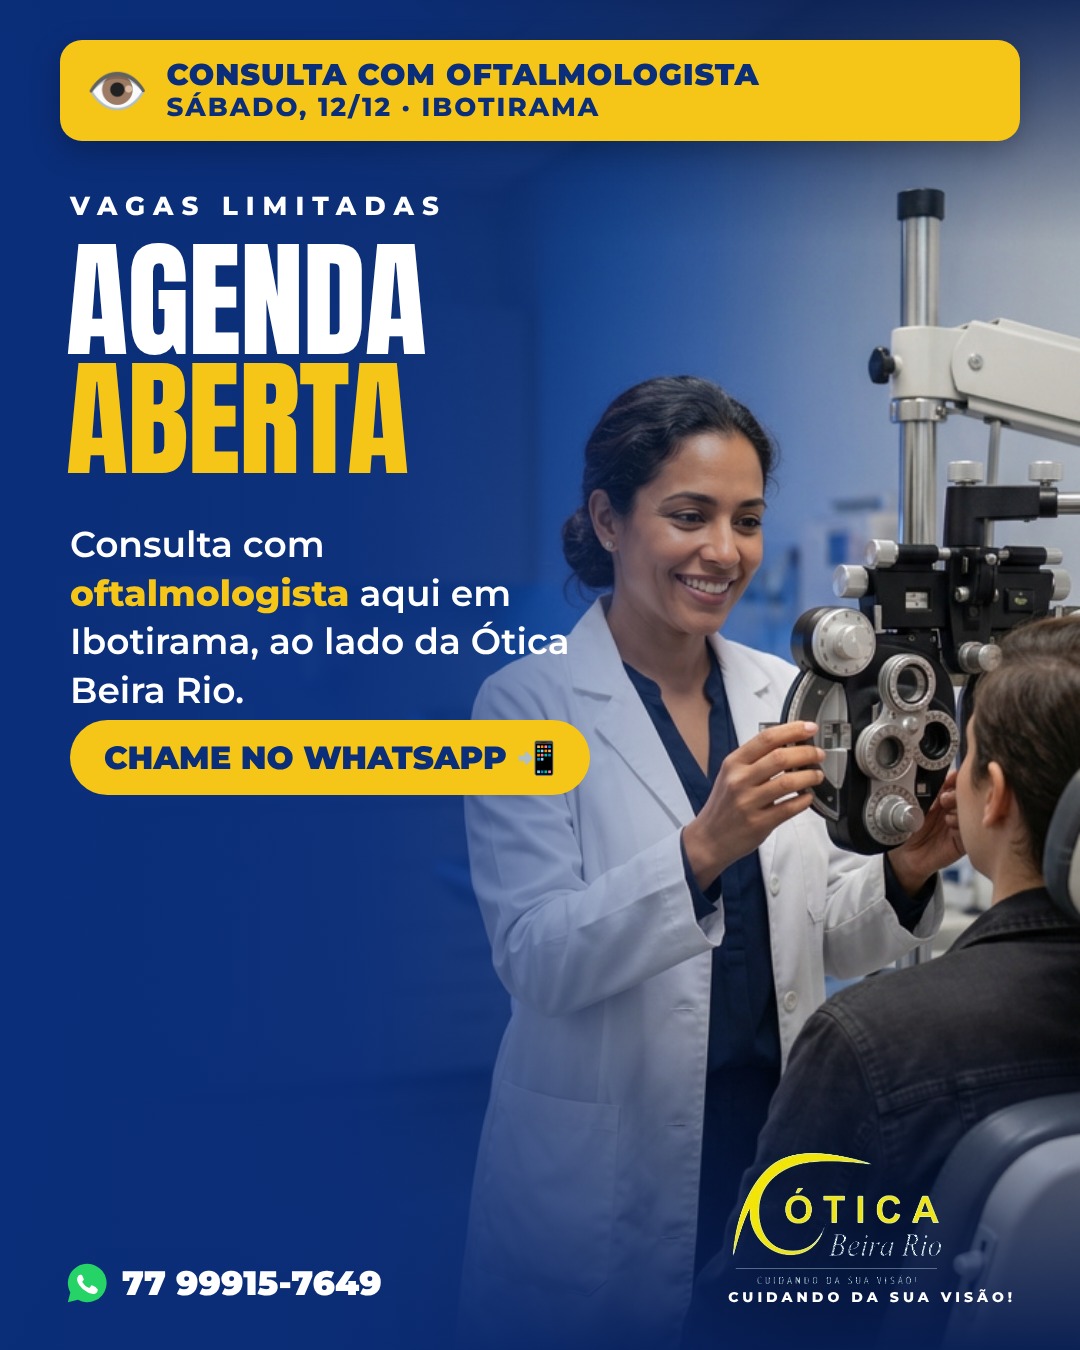 CONSULTA COM OFTALMOLOGISTA
SÁBADO, 12/12 · IBOTIRAMA
VAGAS LIMITADAS
AGENDA
ABERTA
Consulta com
oftalmologista aqui em
Ibotirama, ao lado da Ótica
Beira Rio.
CHAME NO WHATSAPP
ÓTICA
Beira Rio
CUIDANDO DA SUA VISÃO!
CUIDANDO DA SUA VISÃO!
77 99915-7649